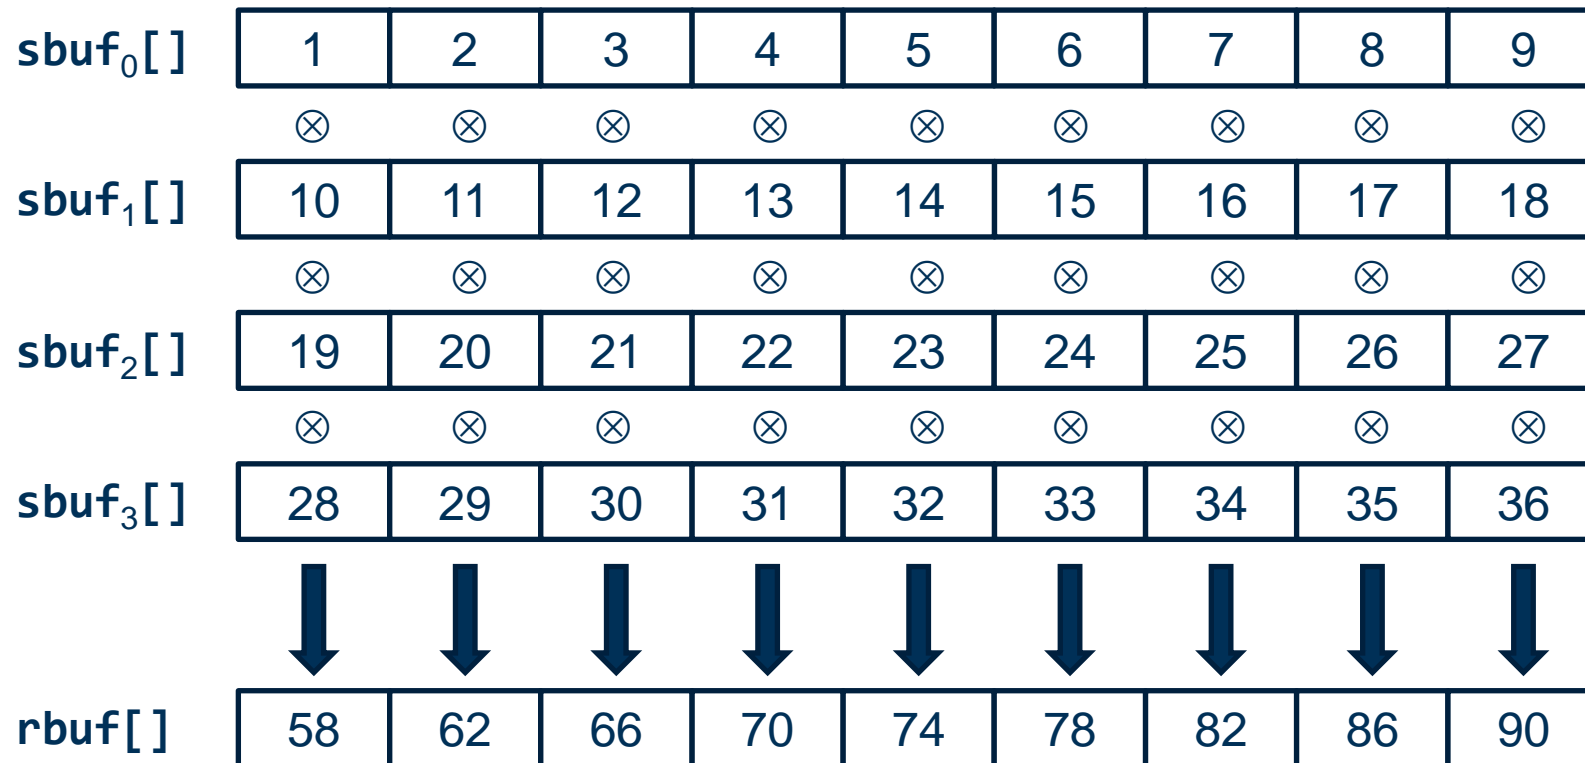 sbuf₀[] 1 2 3 4 5 6 7 8 9
⊗ ⊗ ⊗ ⊗ ⊗ ⊗ ⊗ ⊗ ⊗
sbuf₁[] 10 11 12 13 14 15 16 17 18
⊗ ⊗ ⊗ ⊗ ⊗ ⊗ ⊗ ⊗ ⊗
sbuf₂[] 19 20 21 22 23 24 25 26 27
⊗ ⊗ ⊗ ⊗ ⊗ ⊗ ⊗ ⊗ ⊗
sbuf₃[] 28 29 30 31 32 33 34 35 36
rbuf[] 58 62 66 70 74 78 82 86 90